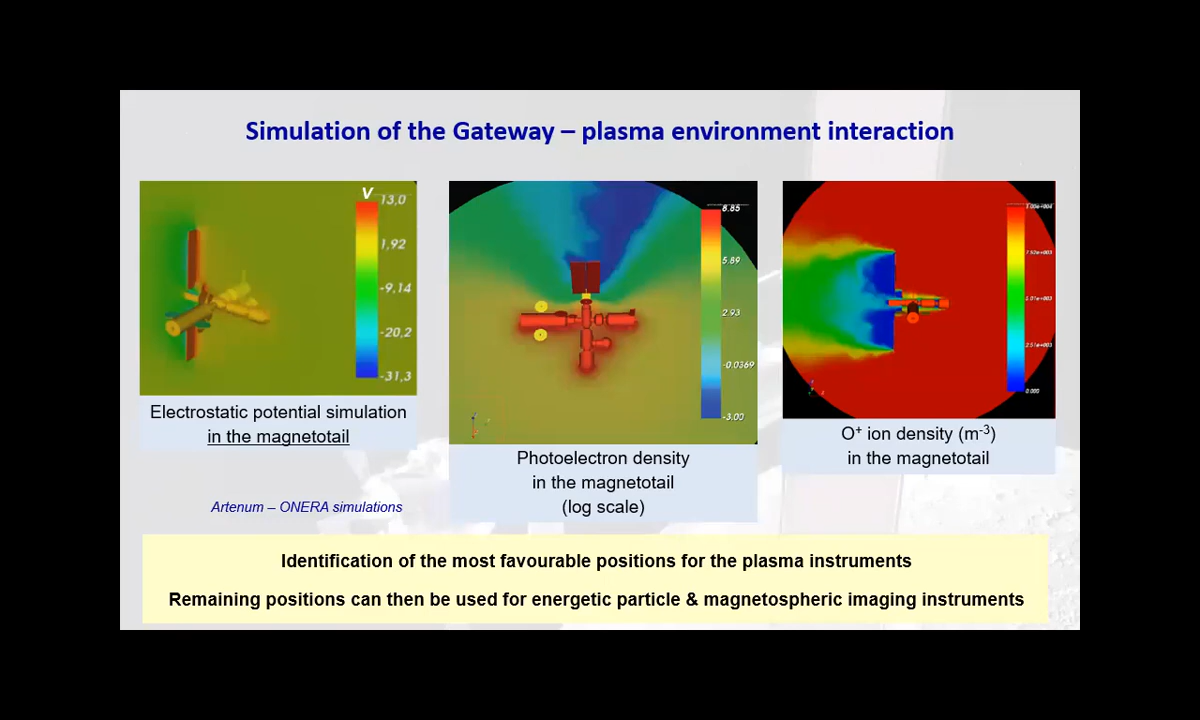 Simulation of the Gateway – plasma environment interaction
V
13,0
1,92
-9,14
-20,2
-31,3
Electrostatic potential simulation
in the magnetotail
8.85
5.89
2.93
-0.0369
-3.00
Photoelectron density
in the magnetotail
(log scale)
0.000
O⁺ ion density (m⁻³)
in the magnetotail
Artenum – ONERA simulations
Identification of the most favourable positions for the plasma instruments
Remaining positions can then be used for energetic particle & magnetospheric imaging instruments